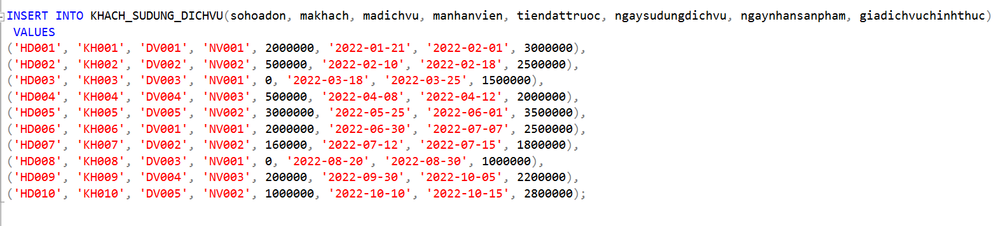 INSERT INTO KHACH_SUDUNG_DICHVU(sohoadon, makhach, madichvu, manhanvien, tiendattruoc, ngaysudungdichvu, ngaynhansanpham, giadichvuchinhthuc)
VALUES
('HD001', 'KH001', 'DV001', 'NV001', 2000000, '2022-01-21', '2022-02-01', 3000000),
('HD002', 'KH002', 'DV002', 'NV002', 500000, '2022-02-10', '2022-02-18', 2500000),
('HD003', 'KH003', 'DV003', 'NV001', 0, '2022-03-18', '2022-03-25', 1500000),
('HD004', 'KH004', 'DV004', 'NV003', 500000, '2022-04-08', '2022-04-12', 2000000),
('HD005', 'KH005', 'DV005', 'NV002', 3000000, '2022-05-25', '2022-06-01', 3500000),
('HD006', 'KH006', 'DV001', 'NV001', 2000000, '2022-06-30', '2022-07-07', 2500000),
('HD007', 'KH007', 'DV002', 'NV002', 160000, '2022-07-12', '2022-07-15', 1800000),
('HD008', 'KH008', 'DV003', 'NV001', 0, '2022-08-20', '2022-08-30', 1000000),
('HD009', 'KH009', 'DV004', 'NV003', 200000, '2022-09-30', '2022-10-05', 2200000),
('HD010', 'KH010', 'DV005', 'NV002', 1000000, '2022-10-10', '2022-10-15', 2800000);